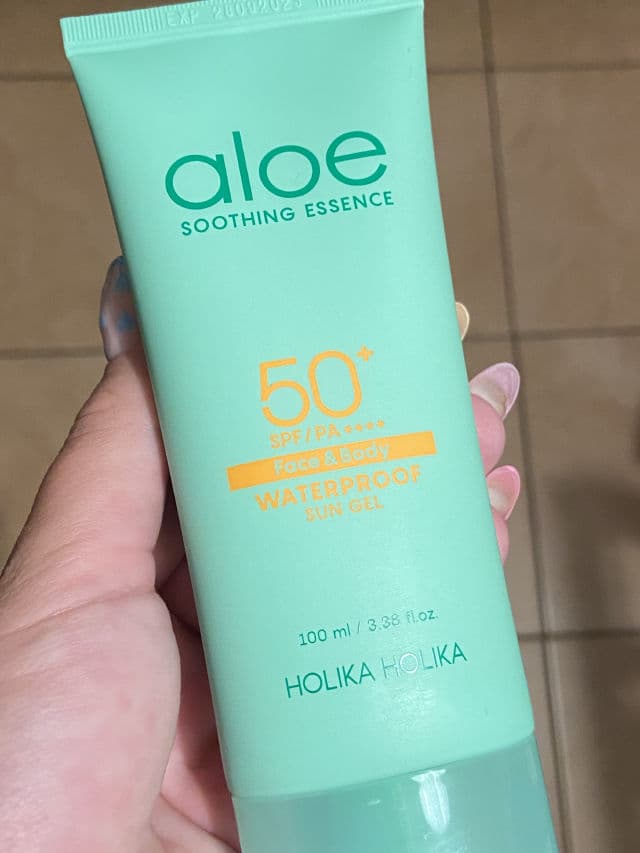 EXP
aloe
SOOTHING ESSENCE
50+
SPF/PA++++
Face & Body
WATERPROOF
SUN GEL
100 ml / 3.38 fl.oz.
HOLIKA HOLIKA